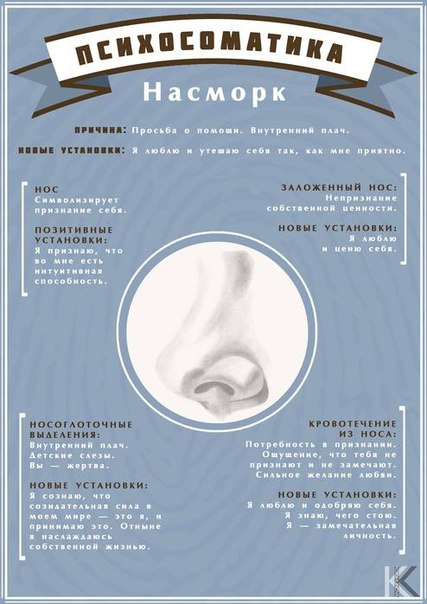 ПСИХОСОМАТИКА
Насморк
ПРИЧИНА: Просьба о помощи. Внутренний плач.
НОВЫЕ УСТАНОВКИ: Я люблю и утешаю себя так, как мне приятно.
НОС
Символизирует
признание себя.
ПОЗИТИВНЫЕ
УСТАНОВКИ:
Я признаю, что
во мне есть
интуитивная
способность.
ЗАЛОЖЕННЫЙ НОС:
Непризнание
собственной ценности.
НОВЫЕ УСТАНОВКИ:
Я люблю
и ценю себя.
НОСОГЛОТОЧНЫЕ
ВЫДЕЛЕНИЯ:
Внутренний плач.
Детские слезы.
Вы — жертва.
НОВЫЕ УСТАНОВКИ:
Я сознаю, что
созидательная сила в
моем мире — это я, и
принимаю это. Отныне
я наслаждаюсь
собственной жизнью.
КРОВОТЕЧЕНИЕ
ИЗ НОСА:
Потребность в признании.
Ощущение, что тебя не
признают и не замечают.
Сильное желание любви.
НОВЫЕ УСТАНОВКИ:
Я люблю и одобряю себя.
Я знаю, чего стою.
Я — замечательная
личность.